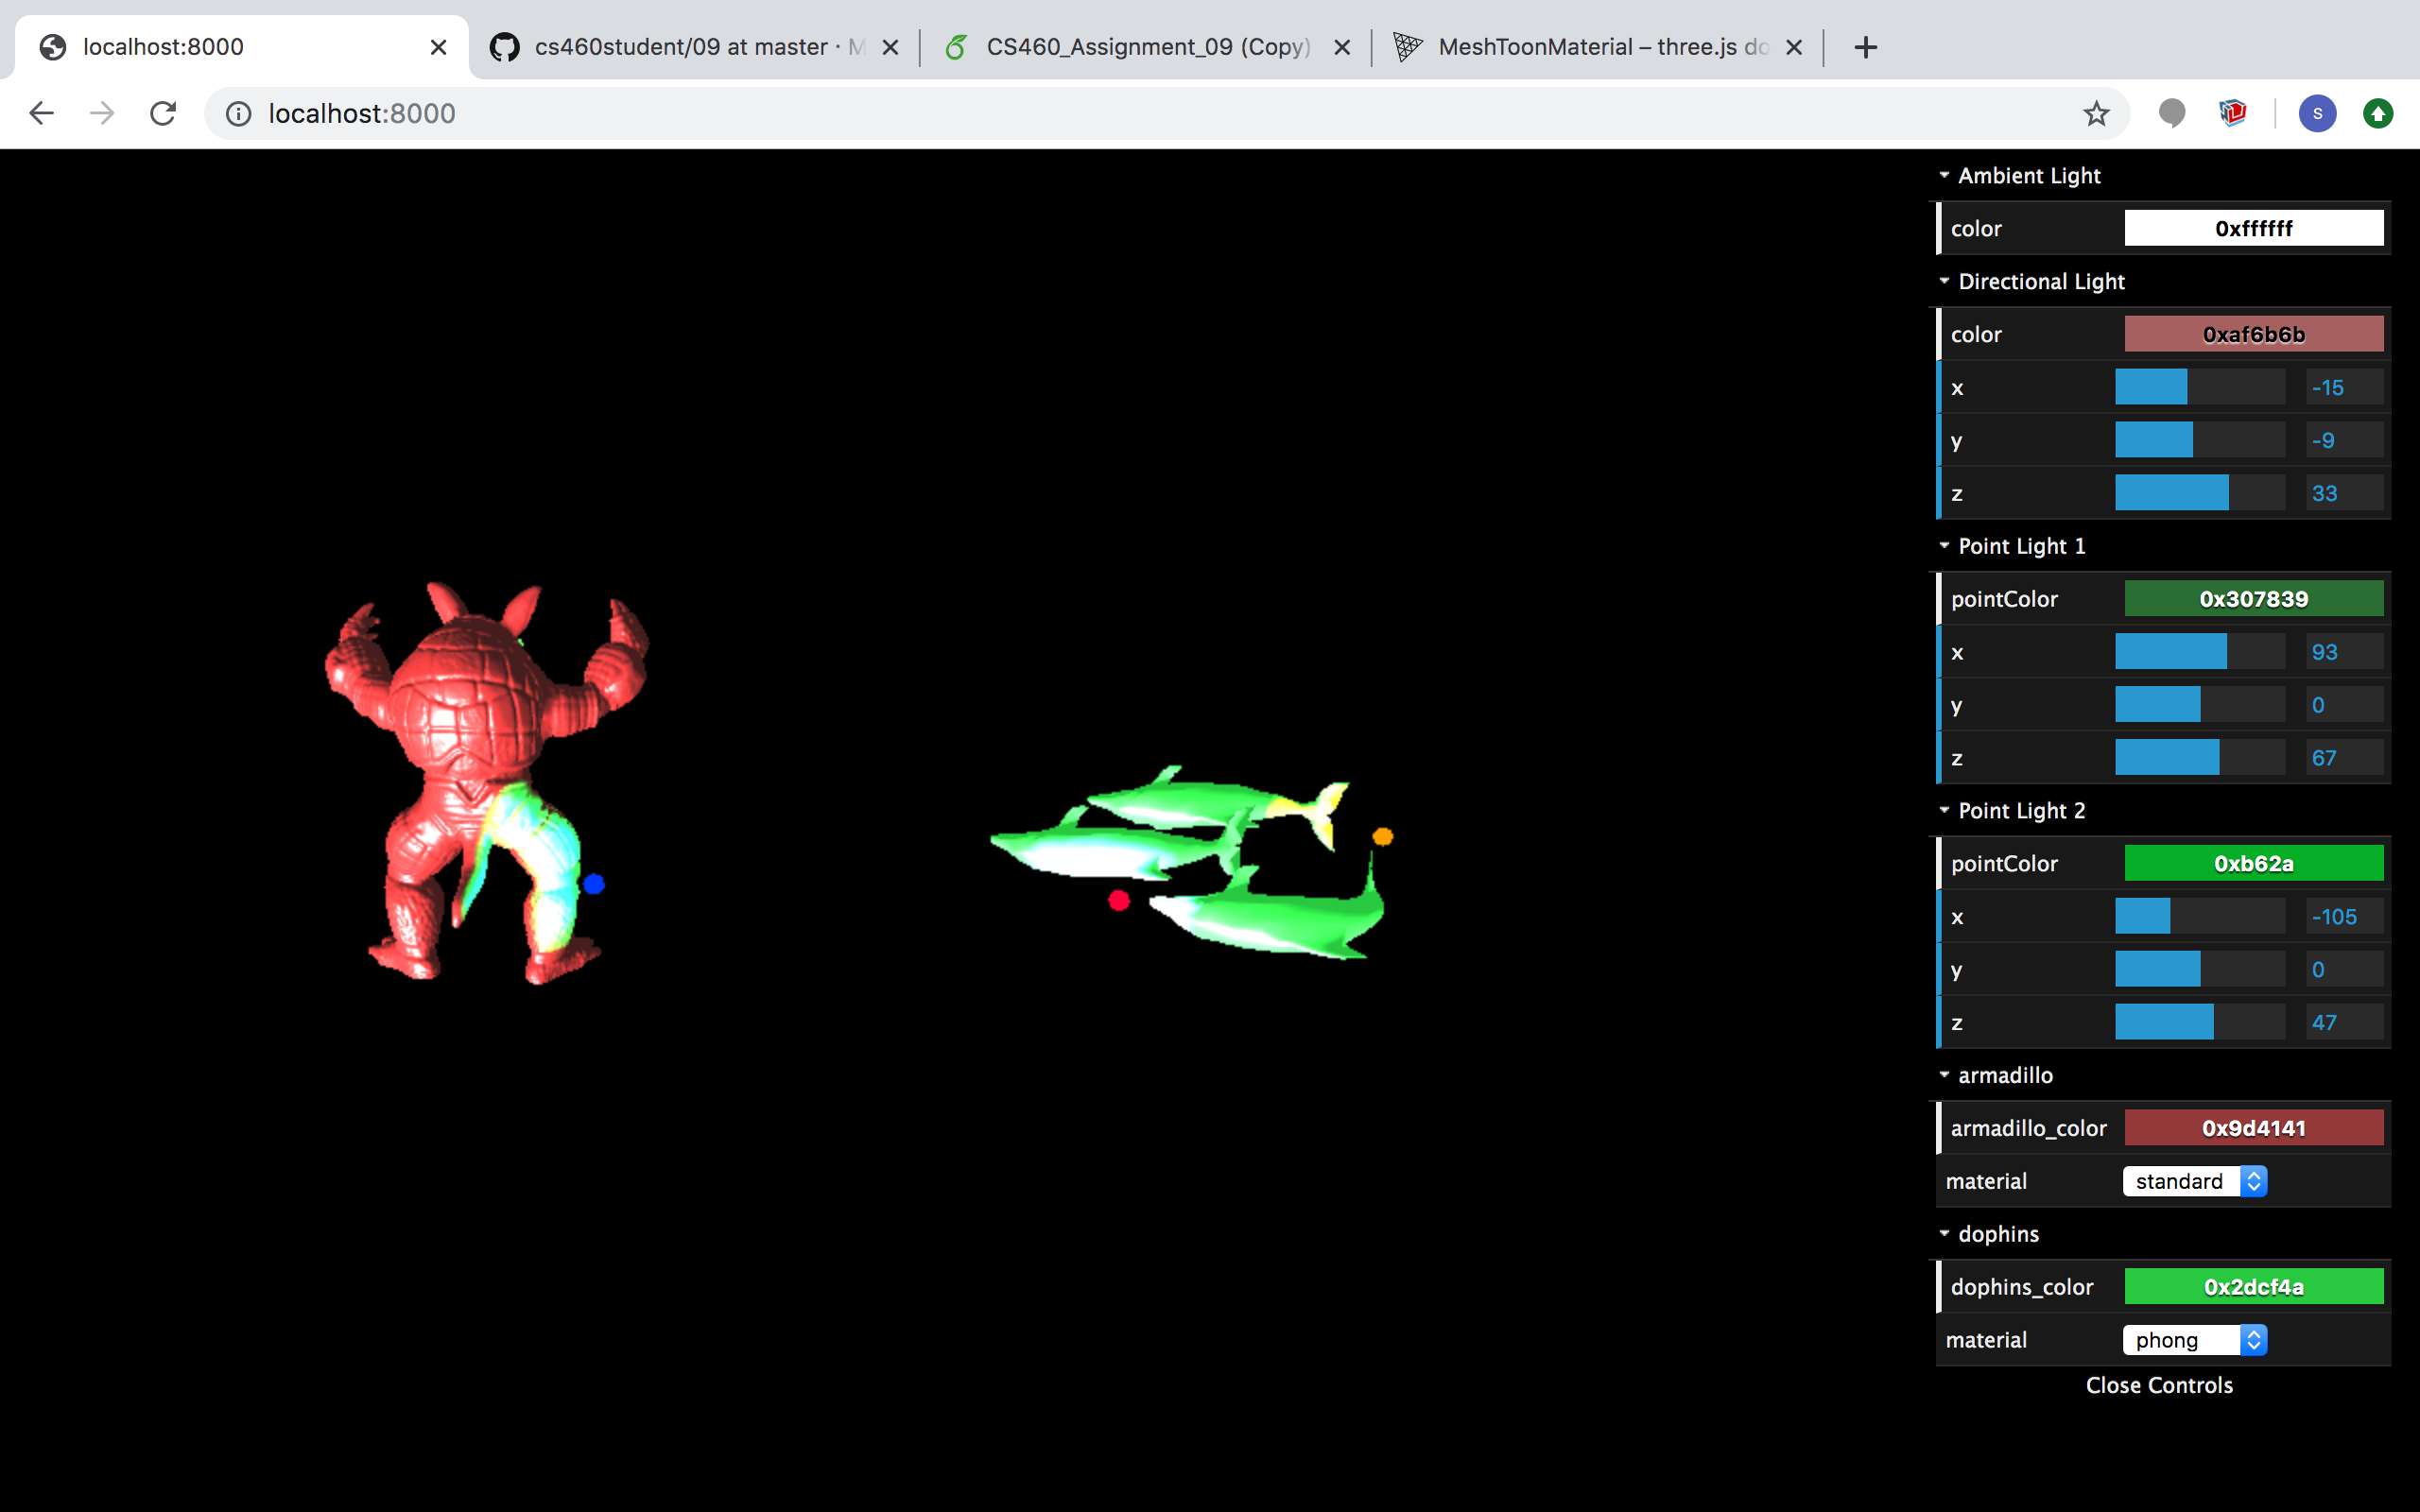 localhost:8000
cs460student/09 at master · M
CS460_Assignment_09 (Copy)
MeshToonMaterial – three.js do
localhost:8000
S
Ambient Light
color 0xffffff
Directional Light
color 0xaf6b6b
x -15
y -9
z 33
Point Light 1
pointColor 0x307839
x 93
y 0
z 67
Point Light 2
pointColor 0xb62a
x -105
y 0
z 47
armadillo
armadillo_color 0x9d4141
material standard
dophins
dophins_color 0x2dcf4a
material phong
Close Controls